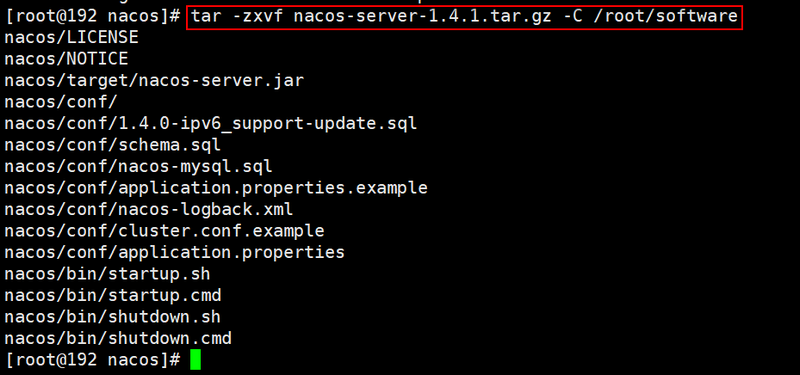 [root@192 nacos]# tar -zxvf nacos-server-1.4.1.tar.gz -C /root/software
nacos/LICENSE
nacos/NOTICE
nacos/target/nacos-server.jar
nacos/conf/
nacos/conf/1.4.0-ipv6_support-update.sql
nacos/conf/schema.sql
nacos/conf/nacos-mysql.sql
nacos/conf/application.properties.example
nacos/conf/nacos-logback.xml
nacos/conf/cluster.conf.example
nacos/conf/application.properties
nacos/bin/startup.sh
nacos/bin/startup.cmd
nacos/bin/shutdown.sh
nacos/bin/shutdown.cmd
[root@192 nacos]#